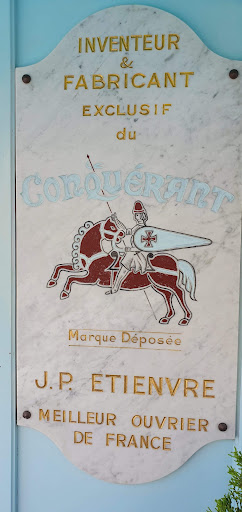 INVENTEUR
&
FABRICANT
EXCLUSIF
du
CONQUÉRANT
Marque Déposée
J.P. ETIENVRE
MEILLEUR OUVRIER
DE FRANCE